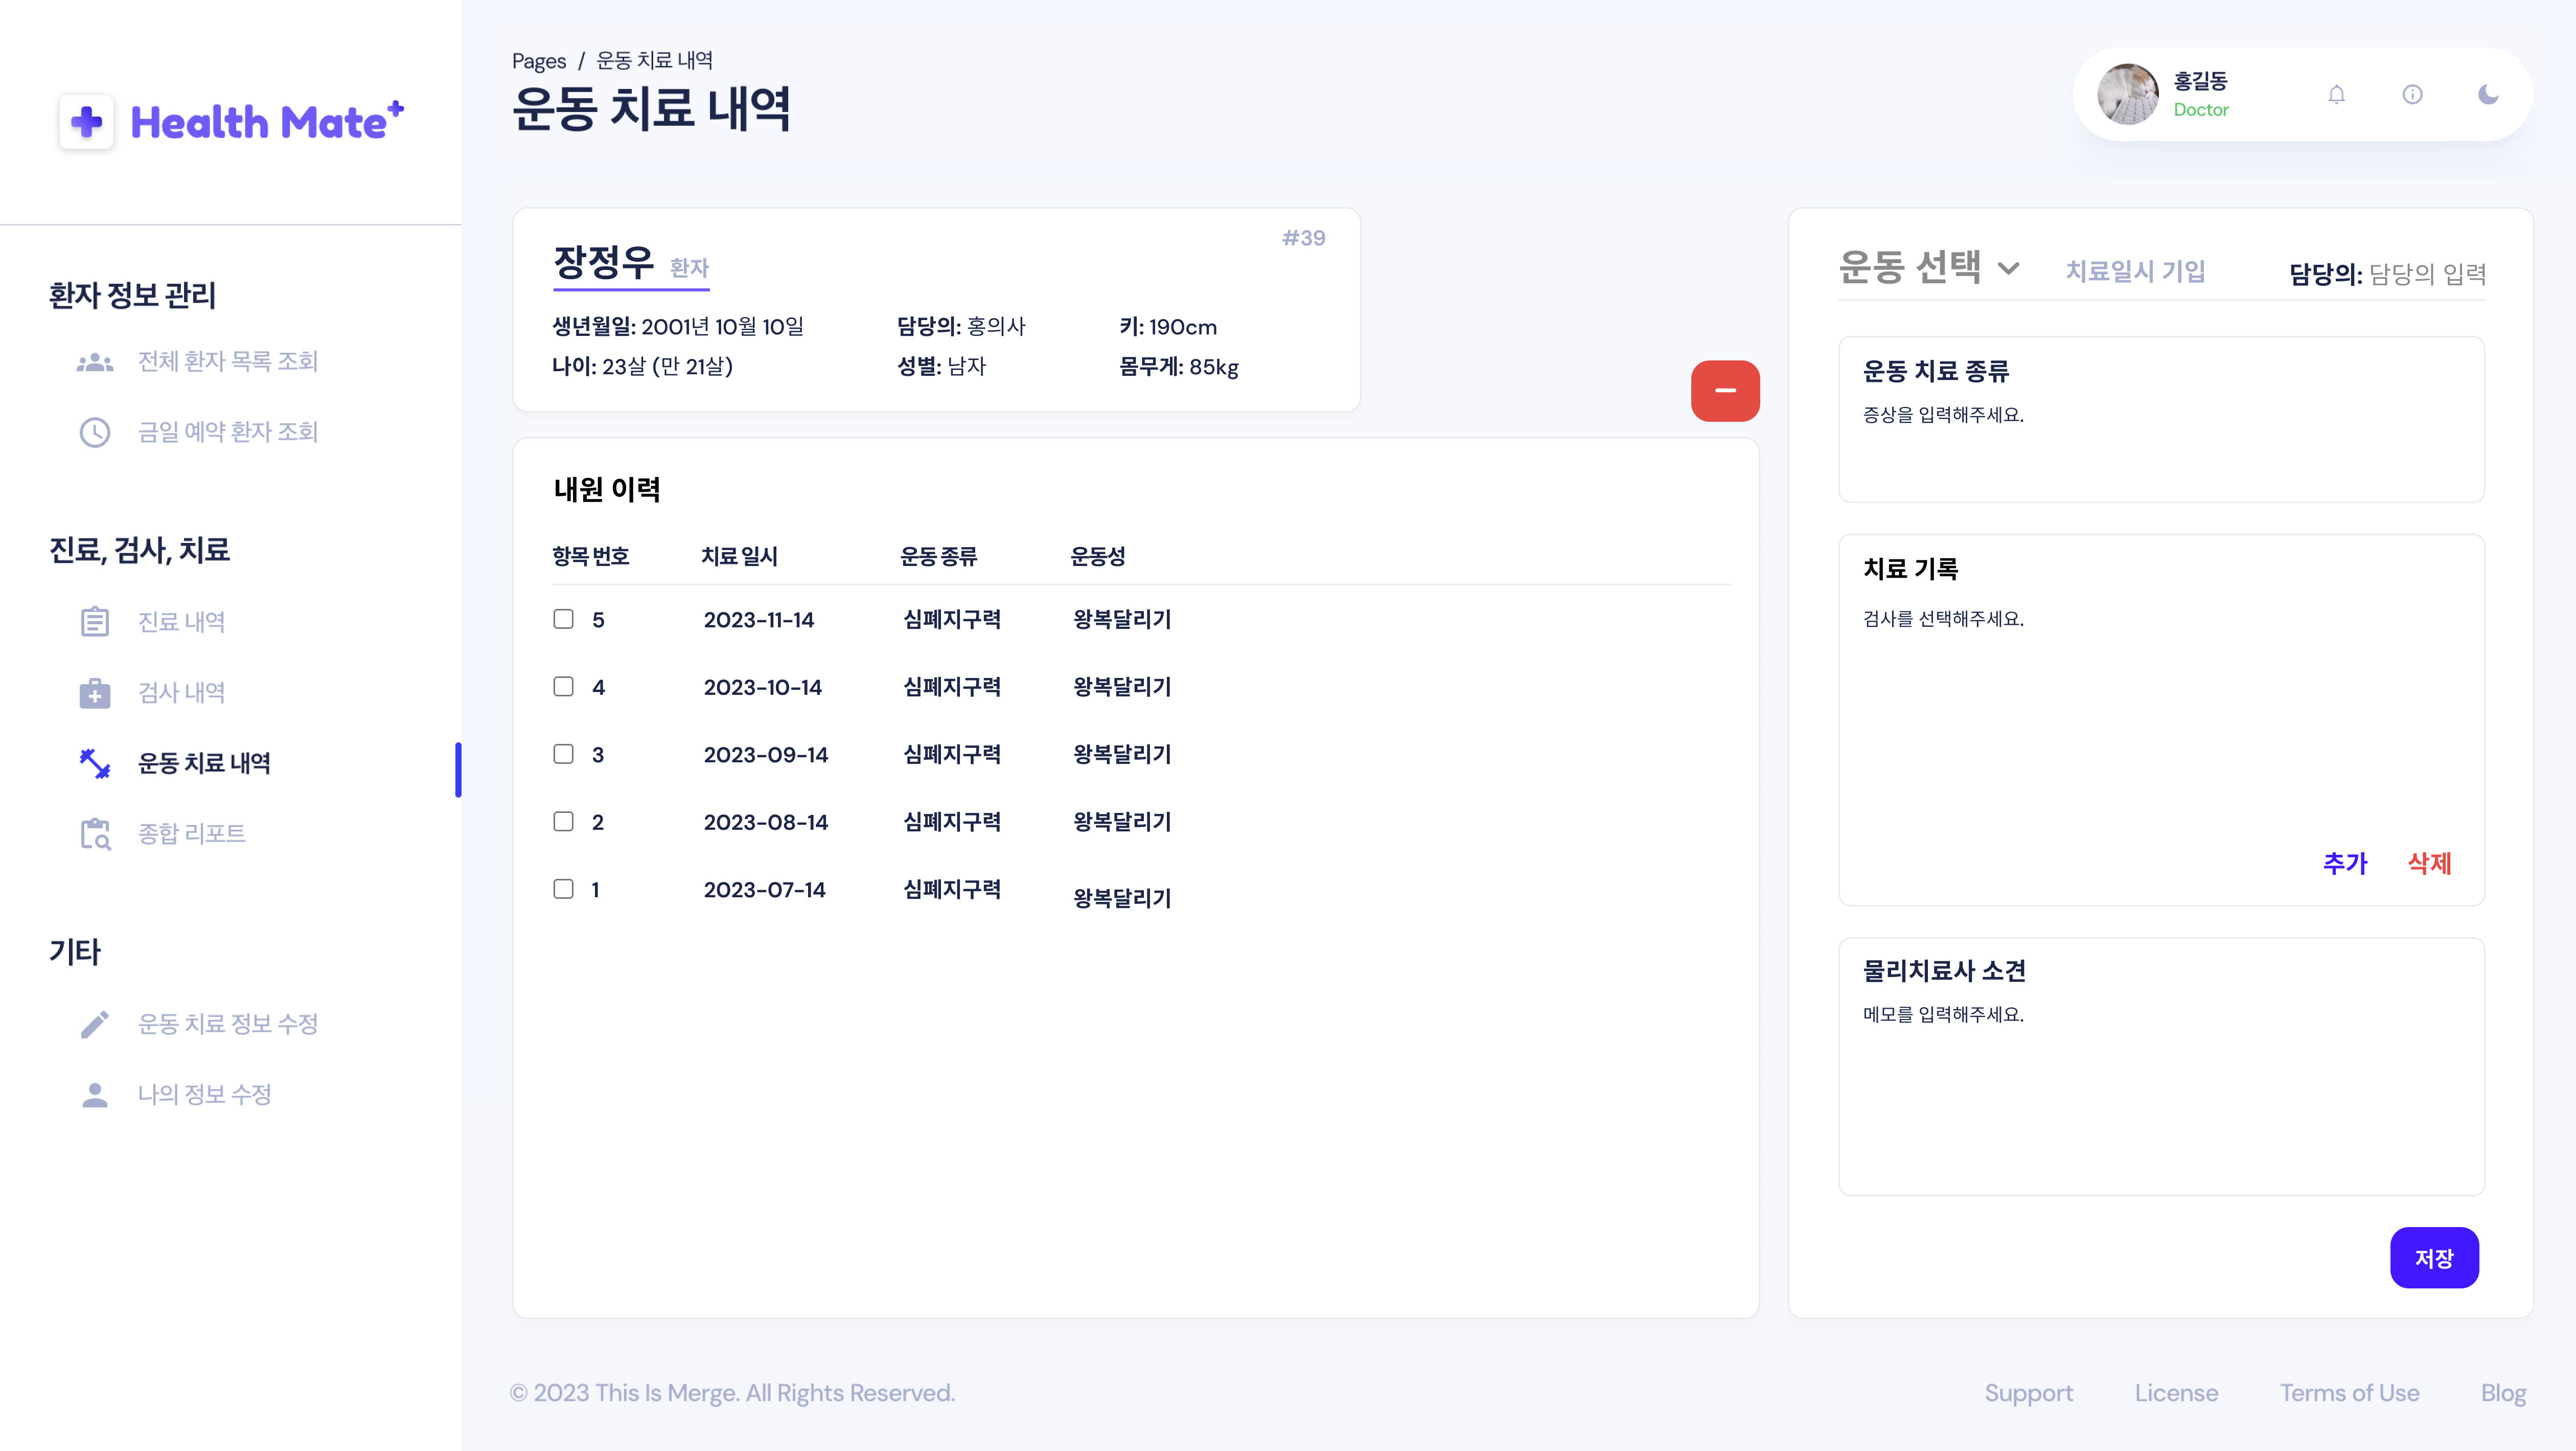 Health Mate+
환자 정보 관리
전체 환자 목록 조회
금일 예약 환자 조회
진료, 검사, 치료
진료 내역
검사 내역
운동 치료 내역
종합 리포트
기타
운동 치료 정보 수정
나의 정보 수정
Pages / 운동 치료 내역
운동 치료 내역
홍길동
Doctor
#39
장정우 환자
생년월일: 2001년 10월 10일 담당의: 홍의사 키: 190cm
나이: 23살 (만 21살) 성별: 남자 몸무게: 85kg
내원 이력
항목 번호 치료 일시 운동 종류 운동성
5 2023-11-14 심폐지구력 왕복달리기
4 2023-10-14 심폐지구력 왕복달리기
3 2023-09-14 심폐지구력 왕복달리기
2 2023-08-14 심폐지구력 왕복달리기
1 2023-07-14 심폐지구력 왕복달리기
운동 선택 치료일시 기입 담당의: 담당의 입력
운동 치료 종류
증상을 입력해주세요.
치료 기록
검사를 선택해주세요.
추가 삭제
물리치료사 소견
메모를 입력해주세요.
저장
© 2023 This Is Merge. All Rights Reserved.
Support License Terms of Use Blog